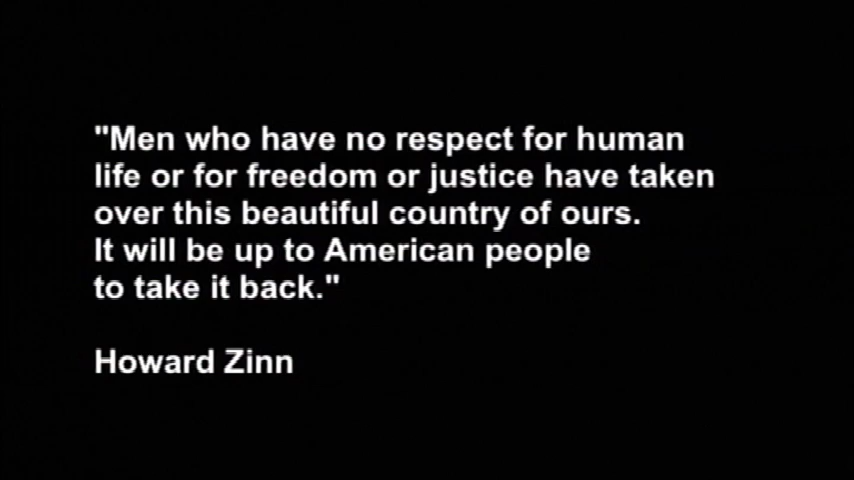 "Men who have no respect for human
life or for freedom or justice have taken
over this beautiful country of ours.
It will be up to American people
to take it back."
Howard Zinn